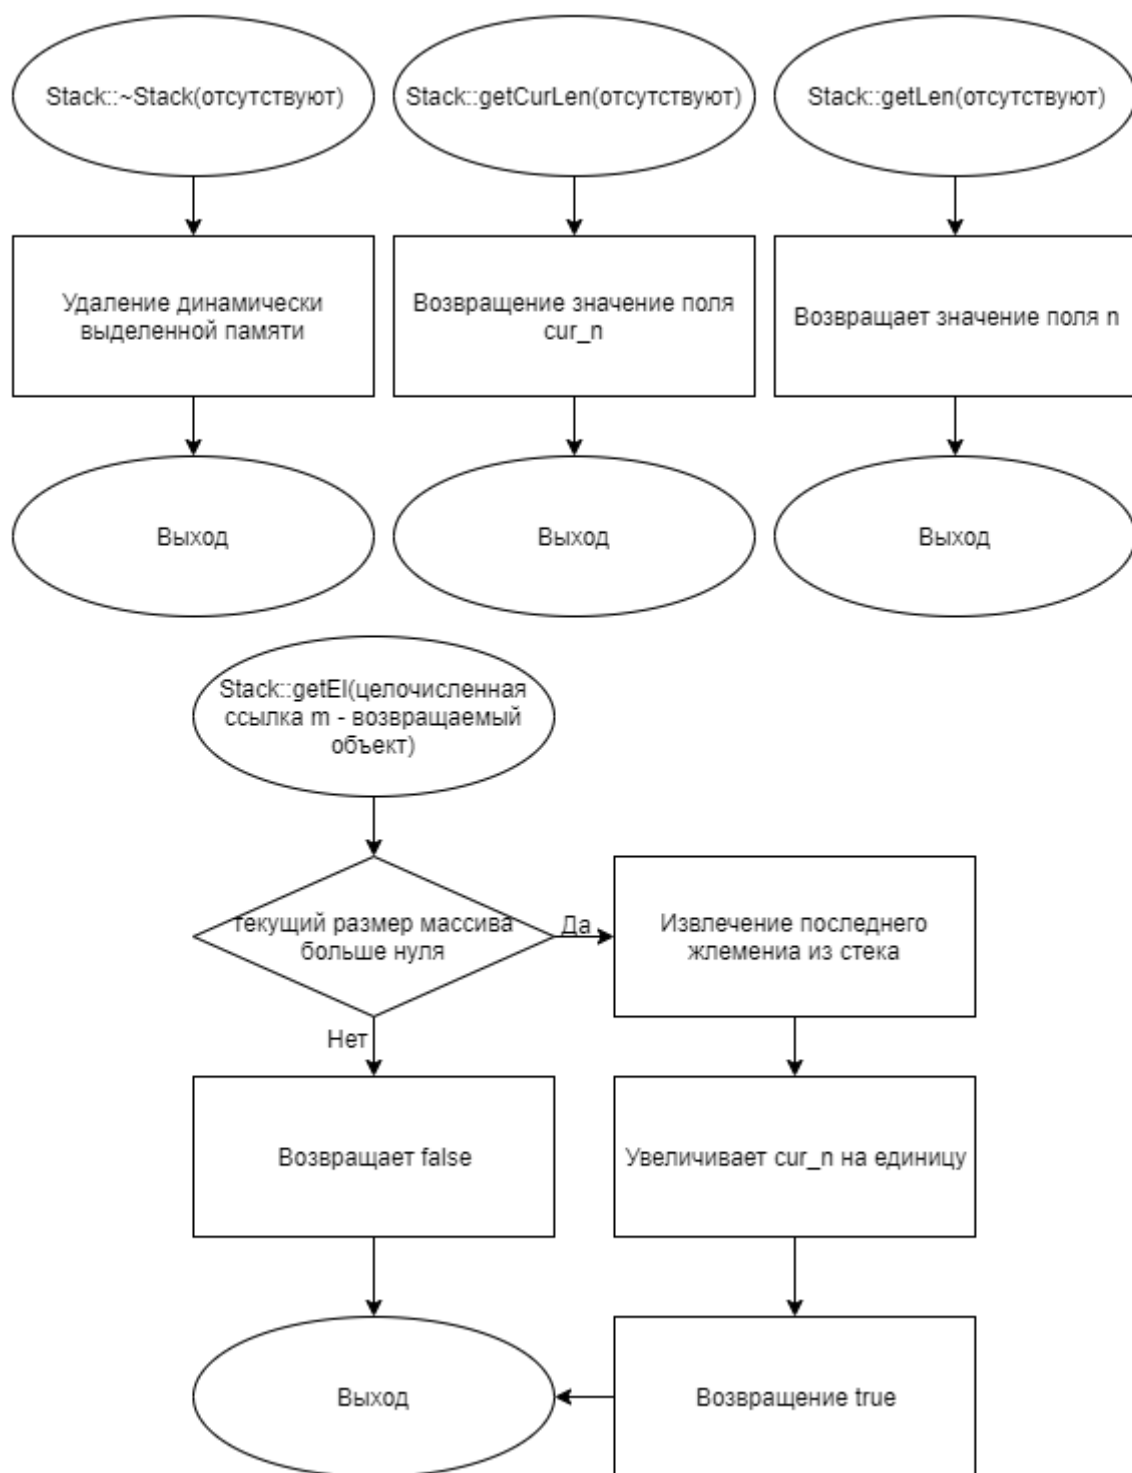 Stack::~Stack(отсутствуют)
Stack::getCurLen(отсутствуют)
Stack::getLen(отсутствуют)
Удаление динамически
выделенной памяти
Возвращение значение поля
cur_n
Возвращает значение поля n
Выход
Выход
Выход
Stack::getEl(целочисленная
ссылка m - возвращаемый
объект)
текущий размер массива
больше нуля
Да
Извлечение последнего
жлемениа из стека
Нет
Возвращает false
Увеличивает cur_n на единицу
Выход
Возвращение true